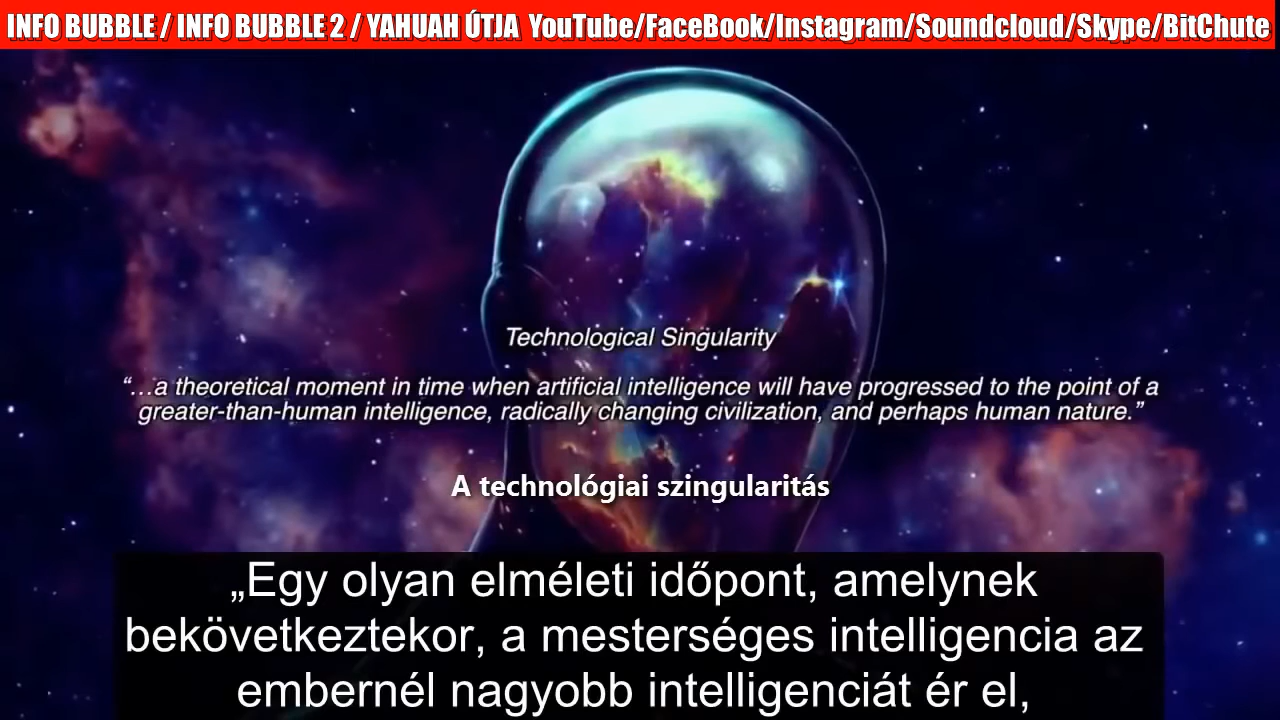 INFO BUBBLE / INFO BUBBLE 2 / YAHUAH ÚTJA YouTube/FaceBook/Instagram/Soundcloud/Skype/BitChute
Technological Singularity
“…a theoretical moment in time when artificial intelligence will have progressed to the point of a
greater-than-human intelligence, radically changing civilization, and perhaps human nature.”
A technológiai szingularitás
„Egy olyan elméleti időpont, amelynek
bekövetkeztekor, a mesterséges intelligencia az
embernél nagyobb intelligenciát ér el,